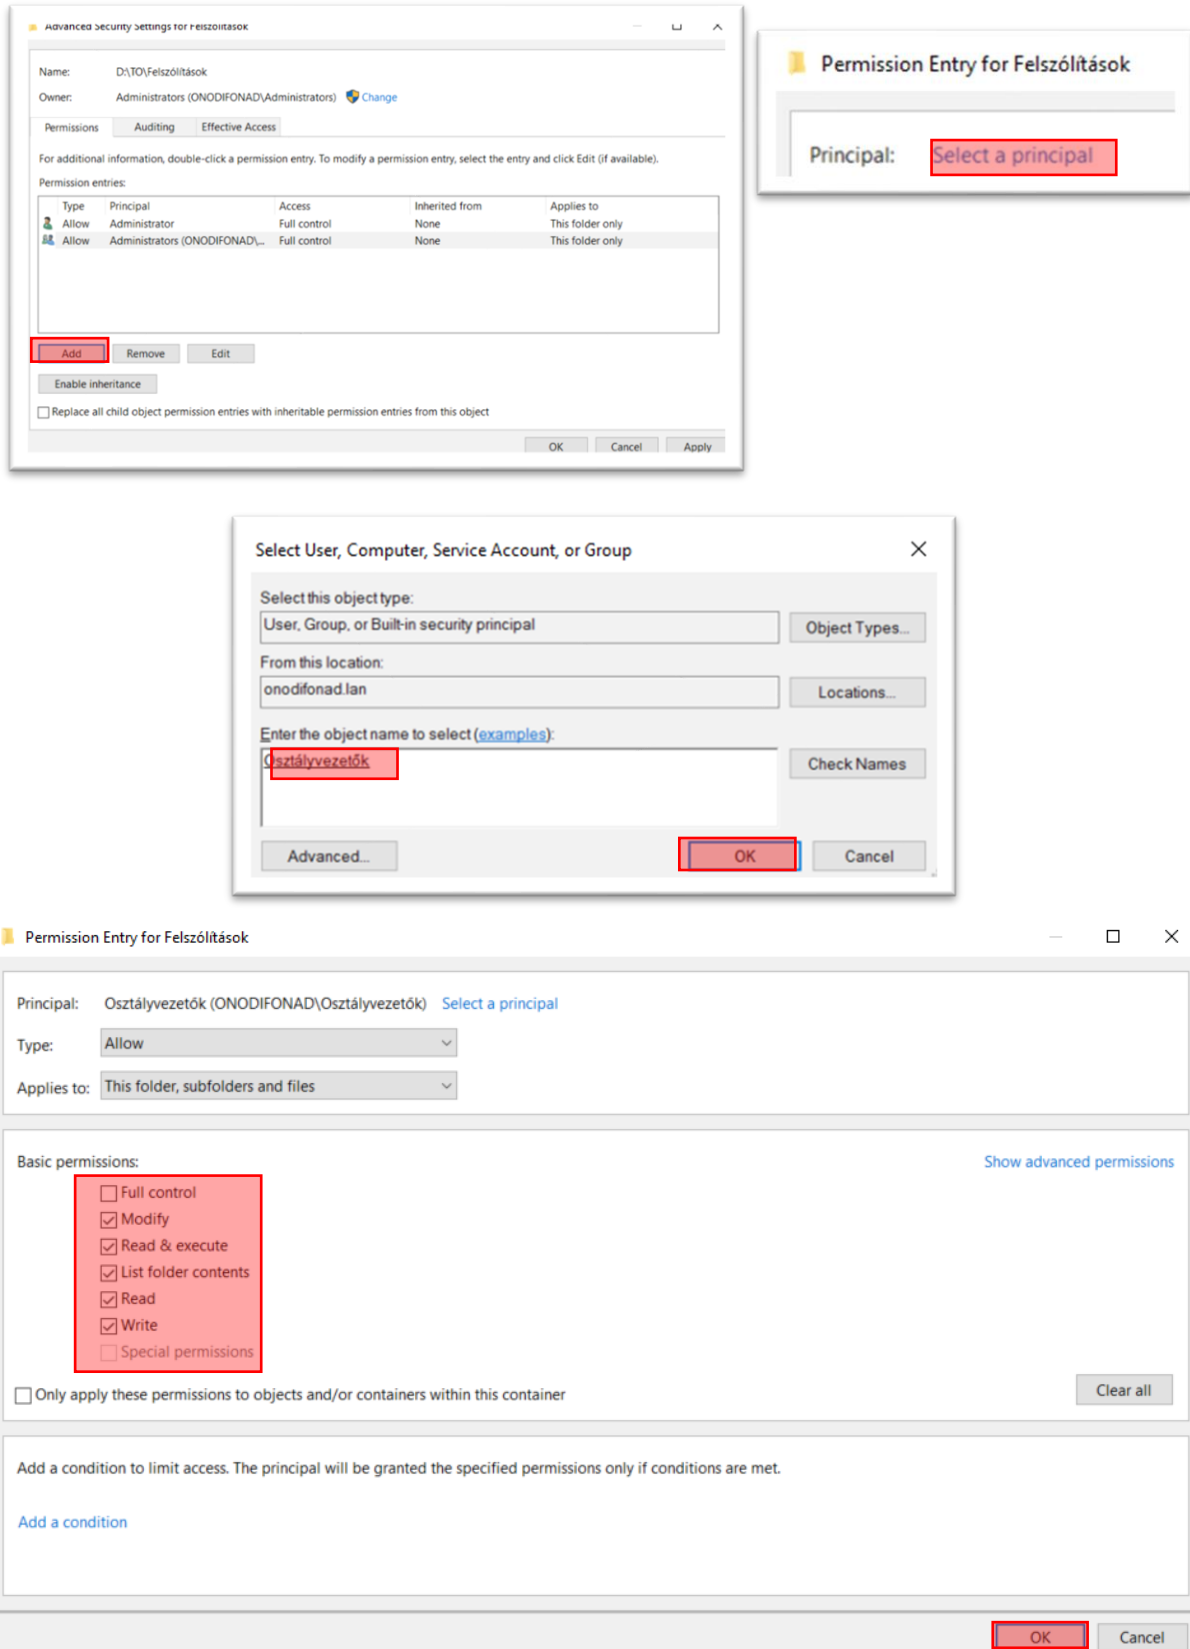 Advanced Security Settings for Felszólítások
Name: D:\TO\Felszólítások
Owner: Administrators (ONODIFONAD\Administrators) Change
Permissions Auditing Effective Access
For additional information, double-click a permission entry. To modify a permission entry, select the entry and click Edit (if available).
Permission entries:
Type Principal Access Inherited from Applies to
Allow Administrator Full control None This folder only
Allow Administrators (ONODIFONAD\... Full control None This folder only
Add Remove Edit
Enable inheritance
Replace all child object permission entries with inheritable permission entries from this object
OK Cancel Apply
Permission Entry for Felszólítások
Principal: Select a principal
Select User, Computer, Service Account, or Group
Select this object type:
User, Group, or Built-in security principal Object Types...
From this location:
onodifonad.lan Locations...
Enter the object name to select (examples):
Osztályvezetők Check Names
Advanced... OK Cancel
Permission Entry for Felszólítások
Principal: Osztályvezetők (ONODIFONAD\Osztályvezetők) Select a principal
Type: Allow
Applies to: This folder, subfolders and files
Basic permissions: Show advanced permissions
Full control
Modify
Read & execute
List folder contents
Read
Write
Special permissions
Only apply these permissions to objects and/or containers within this container Clear all
Add a condition to limit access. The principal will be granted the specified permissions only if conditions are met.
Add a condition
OK Cancel